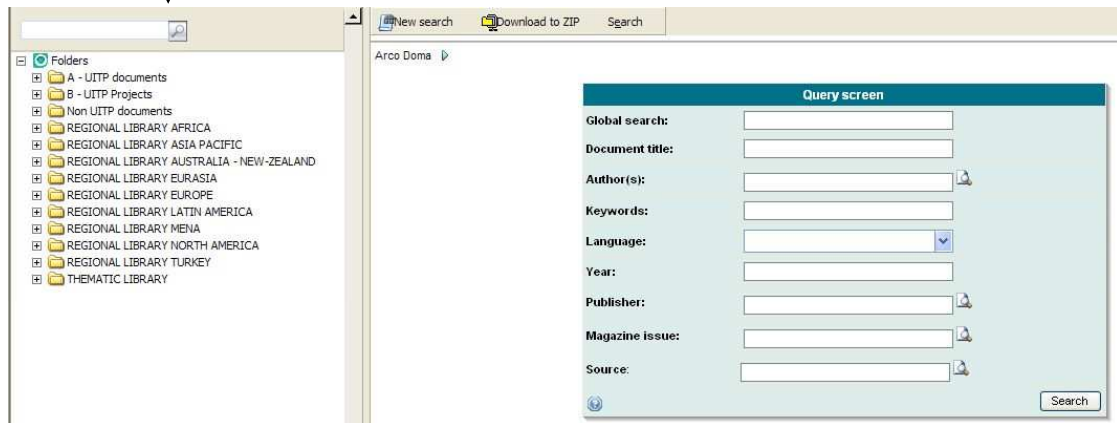 New search Download to ZIP Search
Arco Doma
Folders
A - UITP documents
B - UITP Projects
Non UITP documents
REGIONAL LIBRARY AFRICA
REGIONAL LIBRARY ASIA PACIFIC
REGIONAL LIBRARY AUSTRALIA - NEW-ZEALAND
REGIONAL LIBRARY EURASIA
REGIONAL LIBRARY EUROPE
REGIONAL LIBRARY LATIN AMERICA
REGIONAL LIBRARY MENA
REGIONAL LIBRARY NORTH AMERICA
REGIONAL LIBRARY TURKEY
THEMATIC LIBRARY
Query screen
Global search:
Document title:
Author(s):
Keywords:
Language:
Year:
Publisher:
Magazine issue:
Source:
Search